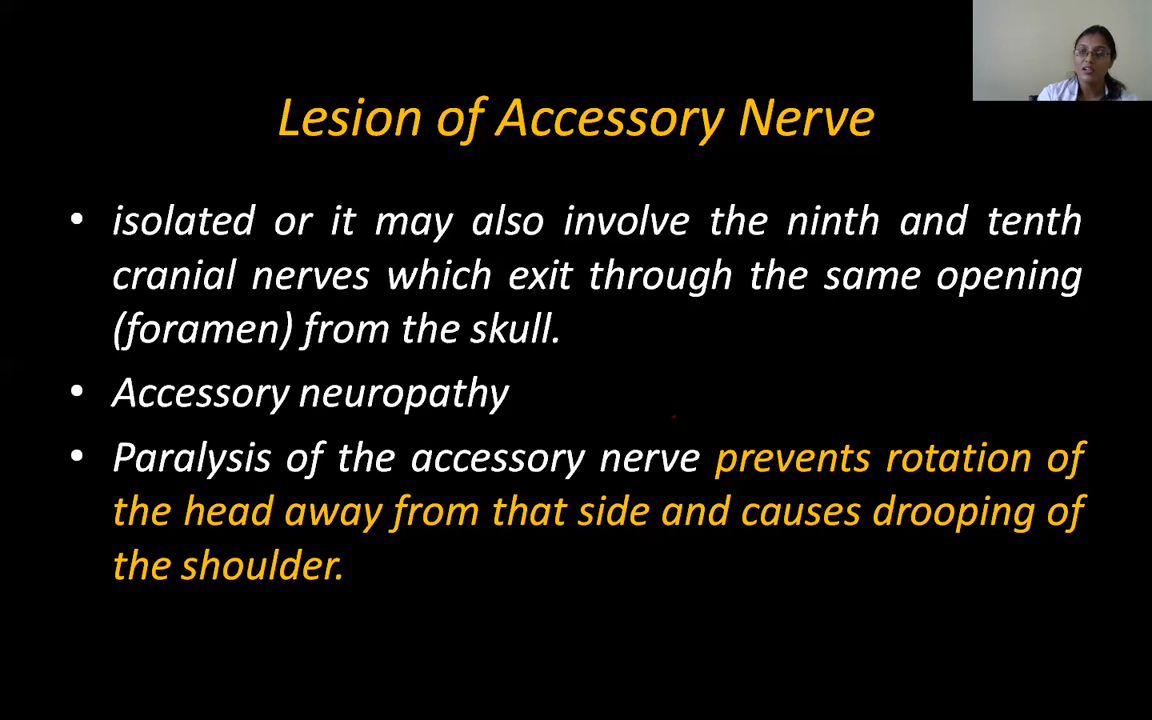 Lesion of Accessory Nerve
• isolated or it may also involve the ninth and tenth
cranial nerves which exit through the same opening
(foramen) from the skull.
• Accessory neuropathy
• Paralysis of the accessory nerve prevents rotation of
the head away from that side and causes drooping of
the shoulder.